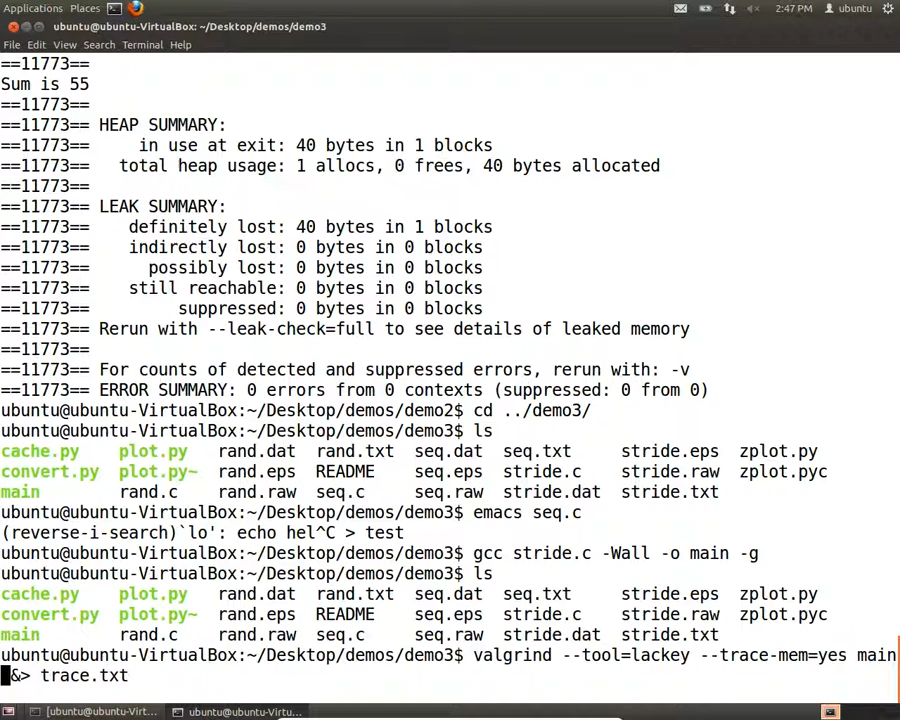 Applications Places 2:47 PM ubuntu
ubuntu@ubuntu-VirtualBox:~/Desktop/demos/demo3
File Edit View Search Terminal Help
==11773==
Sum is 55
==11773==
==11773== HEAP SUMMARY:
==11773== in use at exit: 40 bytes in 1 blocks
==11773== total heap usage: 1 allocs, 0 frees, 40 bytes allocated
==11773==
==11773== LEAK SUMMARY:
==11773== definitely lost: 40 bytes in 1 blocks
==11773== indirectly lost: 0 bytes in 0 blocks
==11773== possibly lost: 0 bytes in 0 blocks
==11773== still reachable: 0 bytes in 0 blocks
==11773== suppressed: 0 bytes in 0 blocks
==11773== Rerun with --leak-check=full to see details of leaked memory
==11773==
==11773== For counts of detected and suppressed errors, rerun with: -v
==11773== ERROR SUMMARY: 0 errors from 0 contexts (suppressed: 0 from 0)
ubuntu@ubuntu-VirtualBox:~/Desktop/demos/demo2$ cd ../demo3/
ubuntu@ubuntu-VirtualBox:~/Desktop/demos/demo3$ ls
cache.py plot.py rand.dat rand.txt seq.dat seq.txt stride.eps zplot.py
convert.py plot.py~ rand.eps README seq.eps stride.c stride.raw zplot.pyc
main rand.c rand.raw seq.c seq.raw stride.dat stride.txt
ubuntu@ubuntu-VirtualBox:~/Desktop/demos/demo3$ emacs seq.c
(reverse-i-search)`lo': echo hel^C > test
ubuntu@ubuntu-VirtualBox:~/Desktop/demos/demo3$ gcc stride.c -Wall -o main -g
ubuntu@ubuntu-VirtualBox:~/Desktop/demos/demo3$ ls
cache.py plot.py rand.dat rand.txt seq.dat seq.txt stride.eps zplot.py
convert.py plot.py~ rand.eps README seq.eps stride.c stride.raw zplot.pyc
main rand.c rand.raw seq.c seq.raw stride.dat stride.txt
ubuntu@ubuntu-VirtualBox:~/Desktop/demos/demo3$ valgrind --tool=lackey --trace-mem=yes main
&> trace.txt
[ubuntu@ubuntu-Virt... ubuntu@ubuntu-Virtu...